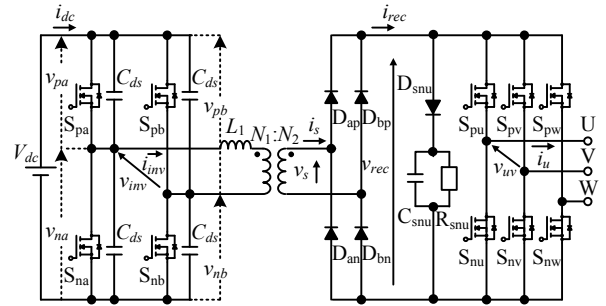 i_dc
i_rec
v_pa
C_ds
C_ds
v_pb
S_pa
S_pb
D_snu
S_pu
S_pv
S_pw
L_1
N_1:N_2
i_s
D_ap
D_bp
U
V
W
V_dc
i_inv
v_inv
v_s
v_rec
v_uv
i_u
C_snu
R_snu
v_na
C_ds
C_ds
v_nb
S_na
S_nb
D_an
D_bn
S_nu
S_nv
S_nw